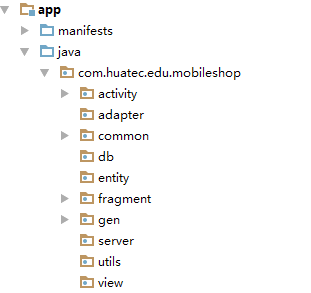 app
manifests
java
com.huatec.edu.mobileshop
activity
adapter
common
db
entity
fragment
gen
server
utils
view